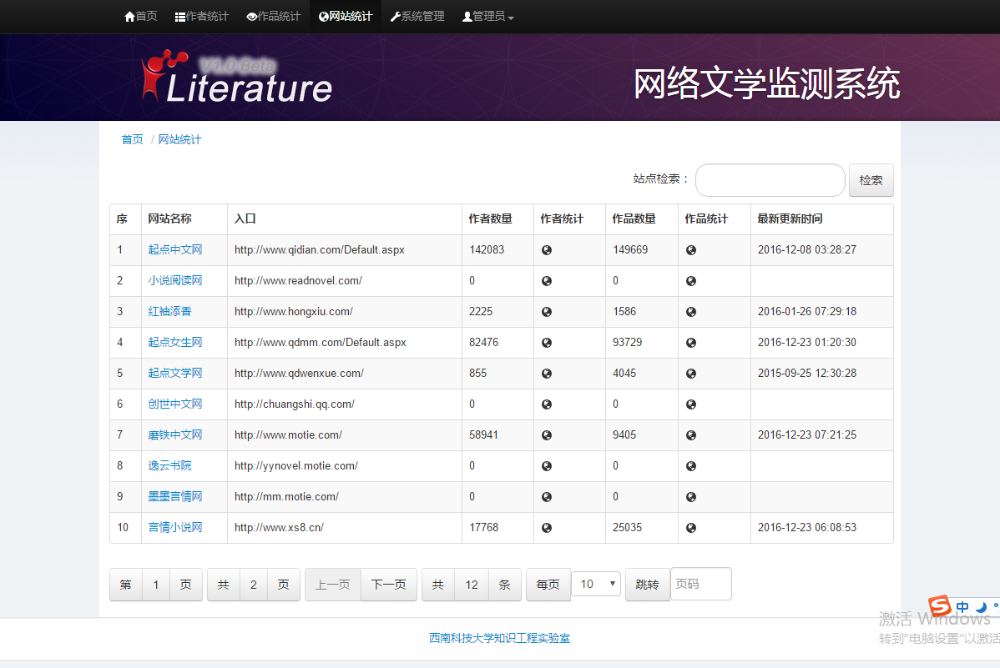 首页 作者统计 作品统计 网站统计 系统管理 管理员
V1.0 Beta
Literature
网络文学监测系统
首页 / 网站统计
站点检索： 检索
序 网站名称 入口 作者数量 作者统计 作品数量 作品统计 最新更新时间
1 起点中文网 http://www.qidian.com/Default.aspx 142083 149669 2016-12-08 03:28:27
2 小说阅读网 http://www.readnovel.com/ 0 0
3 红袖添香 http://www.hongxiu.com/ 2225 1586 2016-01-26 07:29:18
4 起点女生网 http://www.qdmm.com/Default.aspx 82476 93729 2016-12-23 01:20:30
5 起点文学网 http://www.qdwenxue.com/ 855 4045 2015-09-25 12:30:28
6 创世中文网 http://chuangshi.qq.com/ 0 0
7 磨铁中文网 http://www.motie.com/ 58941 9405 2016-12-23 07:21:25
8 逸云书院 http://yynovel.motie.com/ 0 0
9 墨墨言情网 http://mm.motie.com/ 0 0
10 言情小说网 http://www.xs8.cn/ 17768 25035 2016-12-23 06:08:53
第 1 页 共 2 页 上一页 下一页 共 12 条 每页 10 跳转 页码
中
激活 Windows
转到“电脑设置”以激活
西南科技大学知识工程实验室